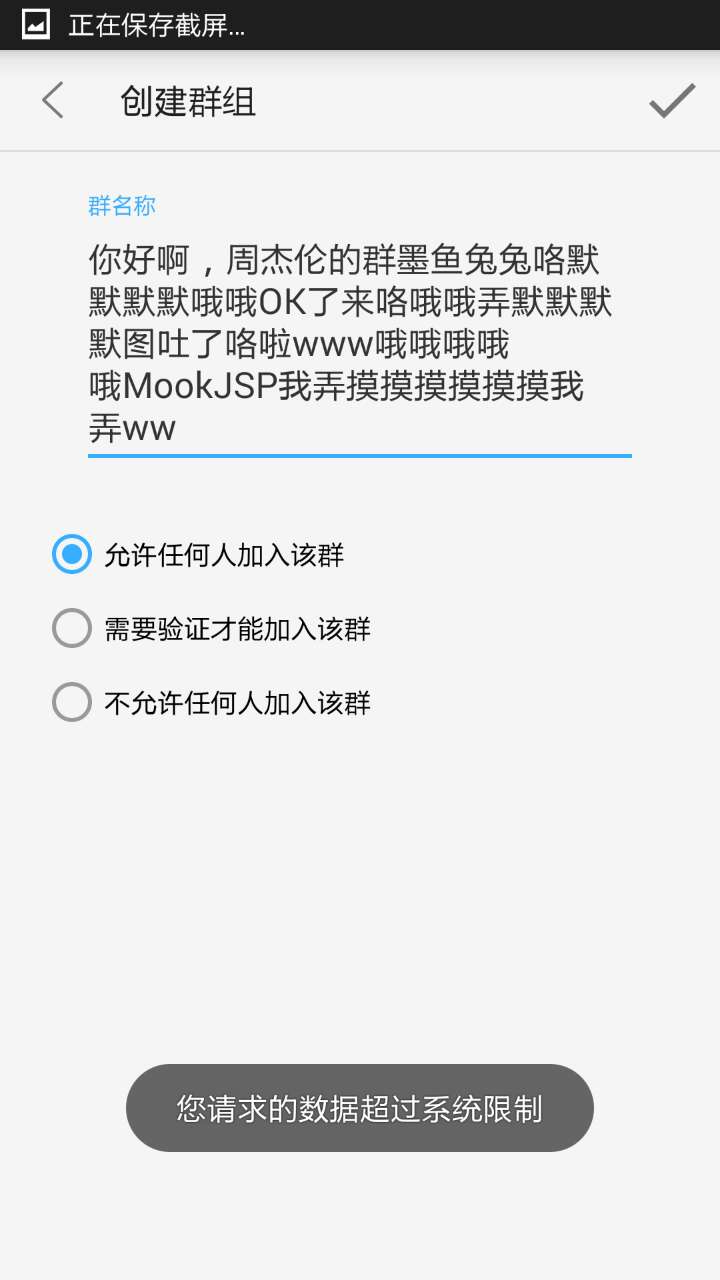 正在保存截屏...
创建群组
群名称
你好啊，周杰伦的群墨鱼兔兔咯默
默默默哦哦OK了来咯哦哦弄默默默
默图吐了咯啦www哦哦哦哦
哦MookJSP我弄摸摸摸摸摸摸我
弄ww
允许任何人加入该群
需要验证才能加入该群
不允许任何人加入该群
您请求的数据超过系统限制